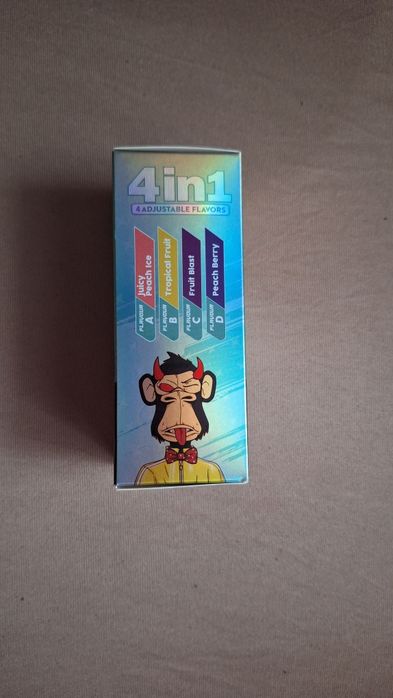 4in1
4 ADJUSTABLE FLAVORS
FLAVOUR
A
Juicy
Peach Ice
FLAVOUR
B
Tropical Fruit
FLAVOUR
C
Fruit Blast
FLAVOUR
D
Peach Berry